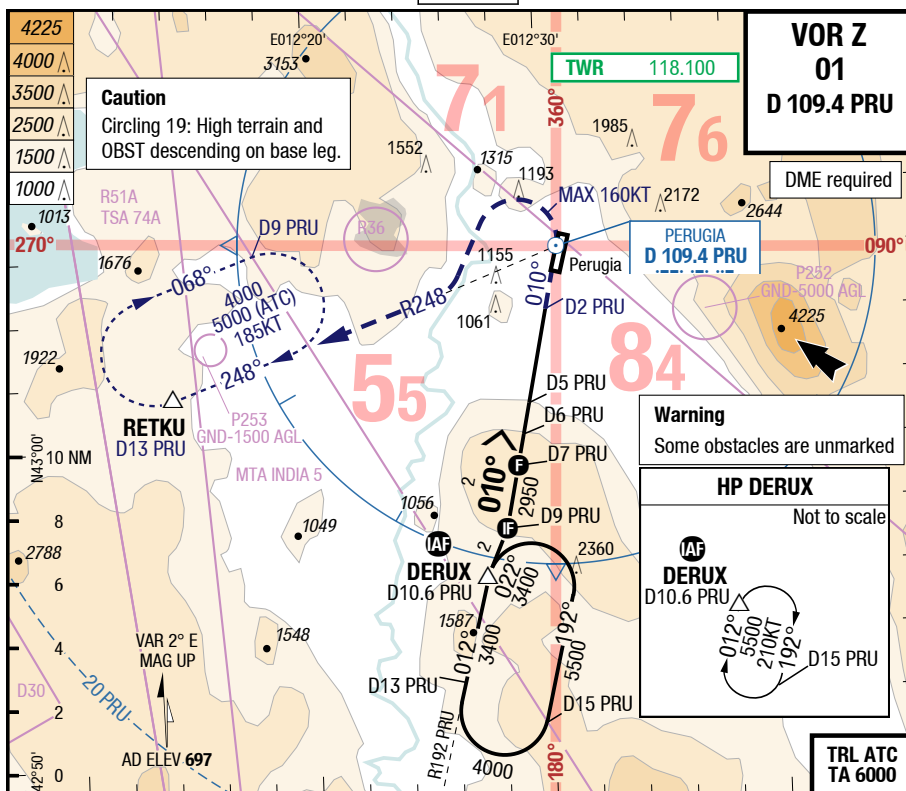 4225
4000
3500
2500
1500
1000
E012°20'
E012°30'
3153
360°
TWR 118.100
VOR Z
01
D 109.4 PRU
Caution
Circling 19: High terrain and
OBST descending on base leg.
71
76
1985
1552
1315
1193
MAX 160KT
2172
2644
DME required
R51A
TSA 74A
1013
270°
D9 PRU
R36
090°
PERUGIA
D 109.4 PRU
Perugia
1676
068°
4000
5000 (ATC)
185KT
248°
R248
1155
1061
010°
D2 PRU
P252
GND-5000 AGL
4225
1922
RETKU
D13 PRU
P253
GND-1500 AGL
55
84
D5 PRU
D6 PRU
D7 PRU
Warning
Some obstacles are unmarked
N43°00'
10 NM
MTA INDIA 5
010°
F
2
2950
1056
IF
D9 PRU
8
1049
IAF
DERUX
D10.6 PRU
2
2360
2788
6
022°
3400
HP DERUX
Not to scale
IAF
DERUX
D10.6 PRU
012°
5500
210KT
192°
D15 PRU
1587
4
1548
012°
3400
192°
5500
VAR 2° E
MAG UP
D30
20 PRU
D13 PRU
2
D15 PRU
R192 PRU
4000
180°
AD ELEV 697
42°50'
0
TRL ATC
TA 6000